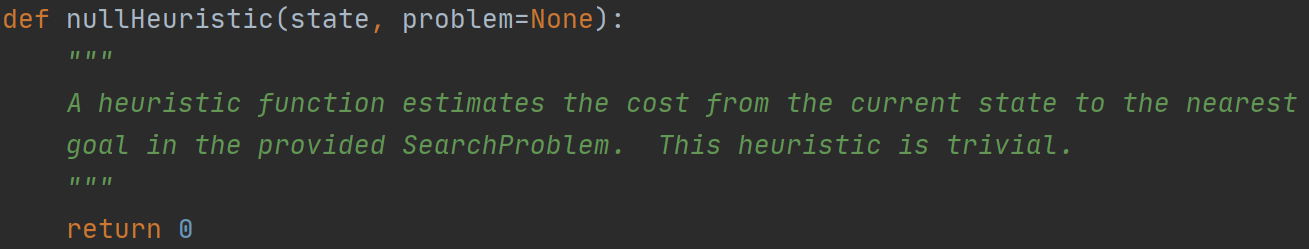 def nullHeuristic(state, problem=None):
    """
    A heuristic function estimates the cost from the current state to the nearest
    goal in the provided SearchProblem.  This heuristic is trivial.
    """
    return 0